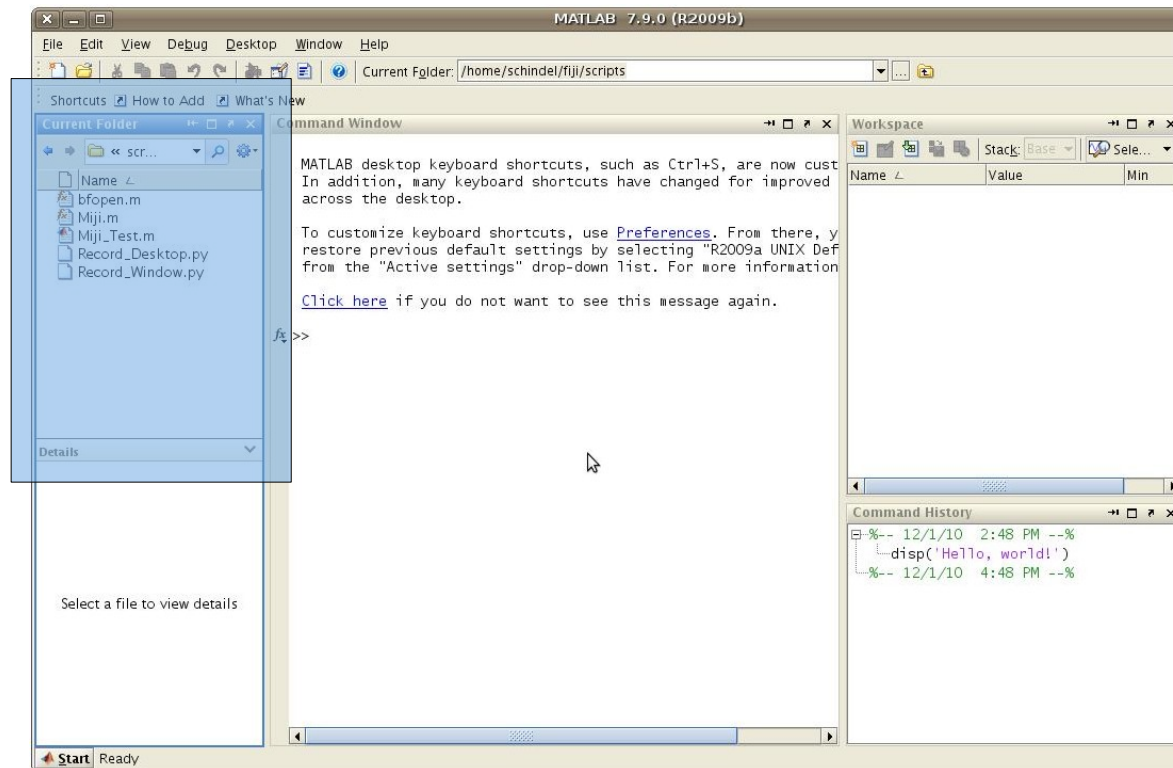 MATLAB 7.9.0 (R2009b)
File Edit View Debug Desktop Window Help
Current Folder: /home/schindel/fiji/scripts
Shortcuts How to Add What's New
Current Folder
« scr...
Name
bfopen.m
Miji.m
Miji_Test.m
Record_Desktop.py
Record_Window.py
Details
Select a file to view details
Command Window
MATLAB desktop keyboard shortcuts, such as Ctrl+S, are now cust
In addition, many keyboard shortcuts have changed for improved
across the desktop.
To customize keyboard shortcuts, use Preferences. From there, y
restore previous default settings by selecting "R2009a UNIX Def
from the "Active settings" drop-down list. For more information
Click here if you do not want to see this message again.
fx >>
Workspace
Stack: Base Sele...
Name Value Min
Command History
%-- 12/1/10 2:48 PM --%
disp('Hello, world!')
%-- 12/1/10 4:48 PM --%
Start Ready